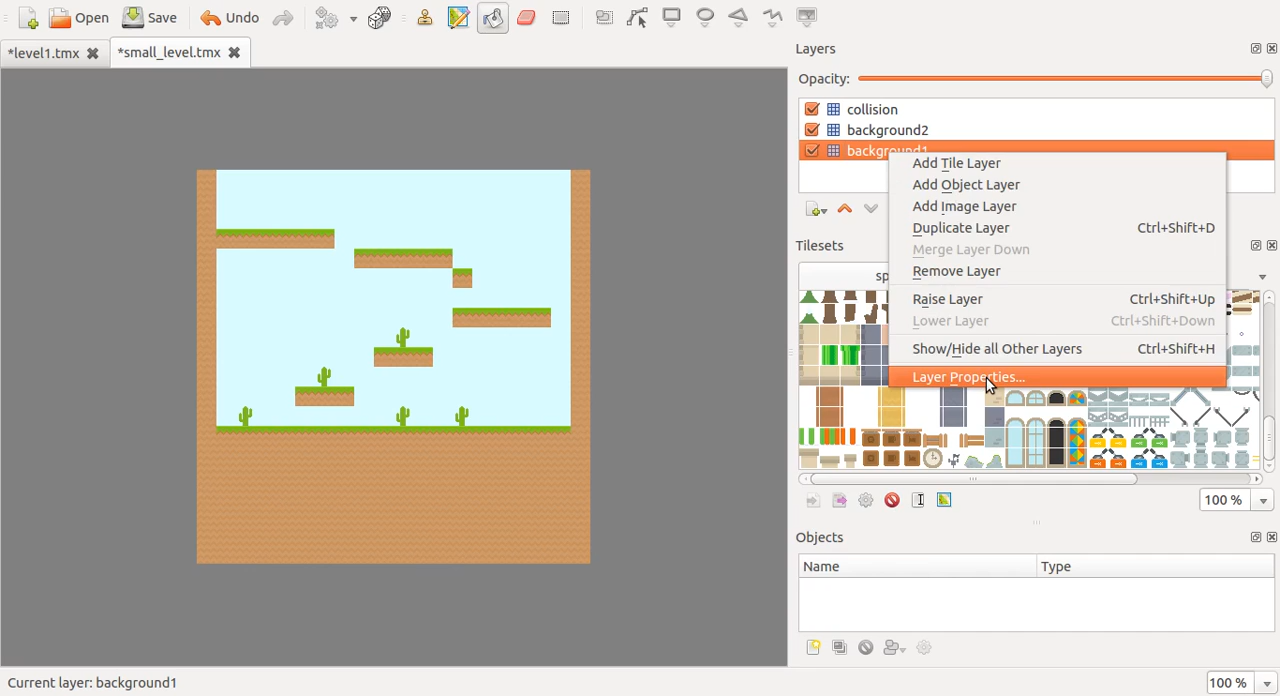 Open Save Undo
*level1.tmx *small_level.tmx
Layers
Opacity:
collision
background2
background1
Add Tile Layer
Add Object Layer
Add Image Layer
Duplicate Layer Ctrl+Shift+D
Merge Layer Down
Remove Layer
Raise Layer Ctrl+Shift+Up
Lower Layer Ctrl+Shift+Down
Show/Hide all Other Layers Ctrl+Shift+H
Layer Properties...
Tilesets
sp
100 %
Objects
Name Type
Current layer: background1
100 %